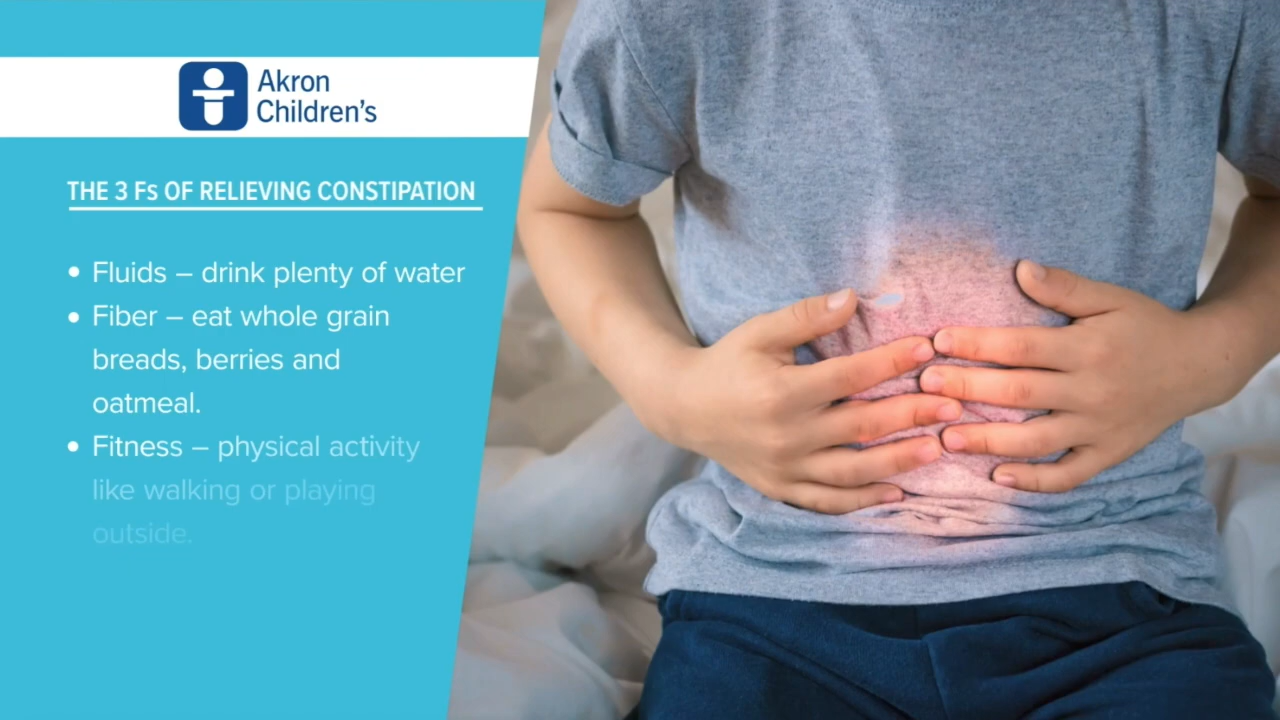 Akron
Children's
THE 3 Fs OF RELIEVING CONSTIPATION
• Fluids – drink plenty of water
• Fiber – eat whole grain
breads, berries and
oatmeal.
• Fitness – physical activity
like walking or playing
outside.